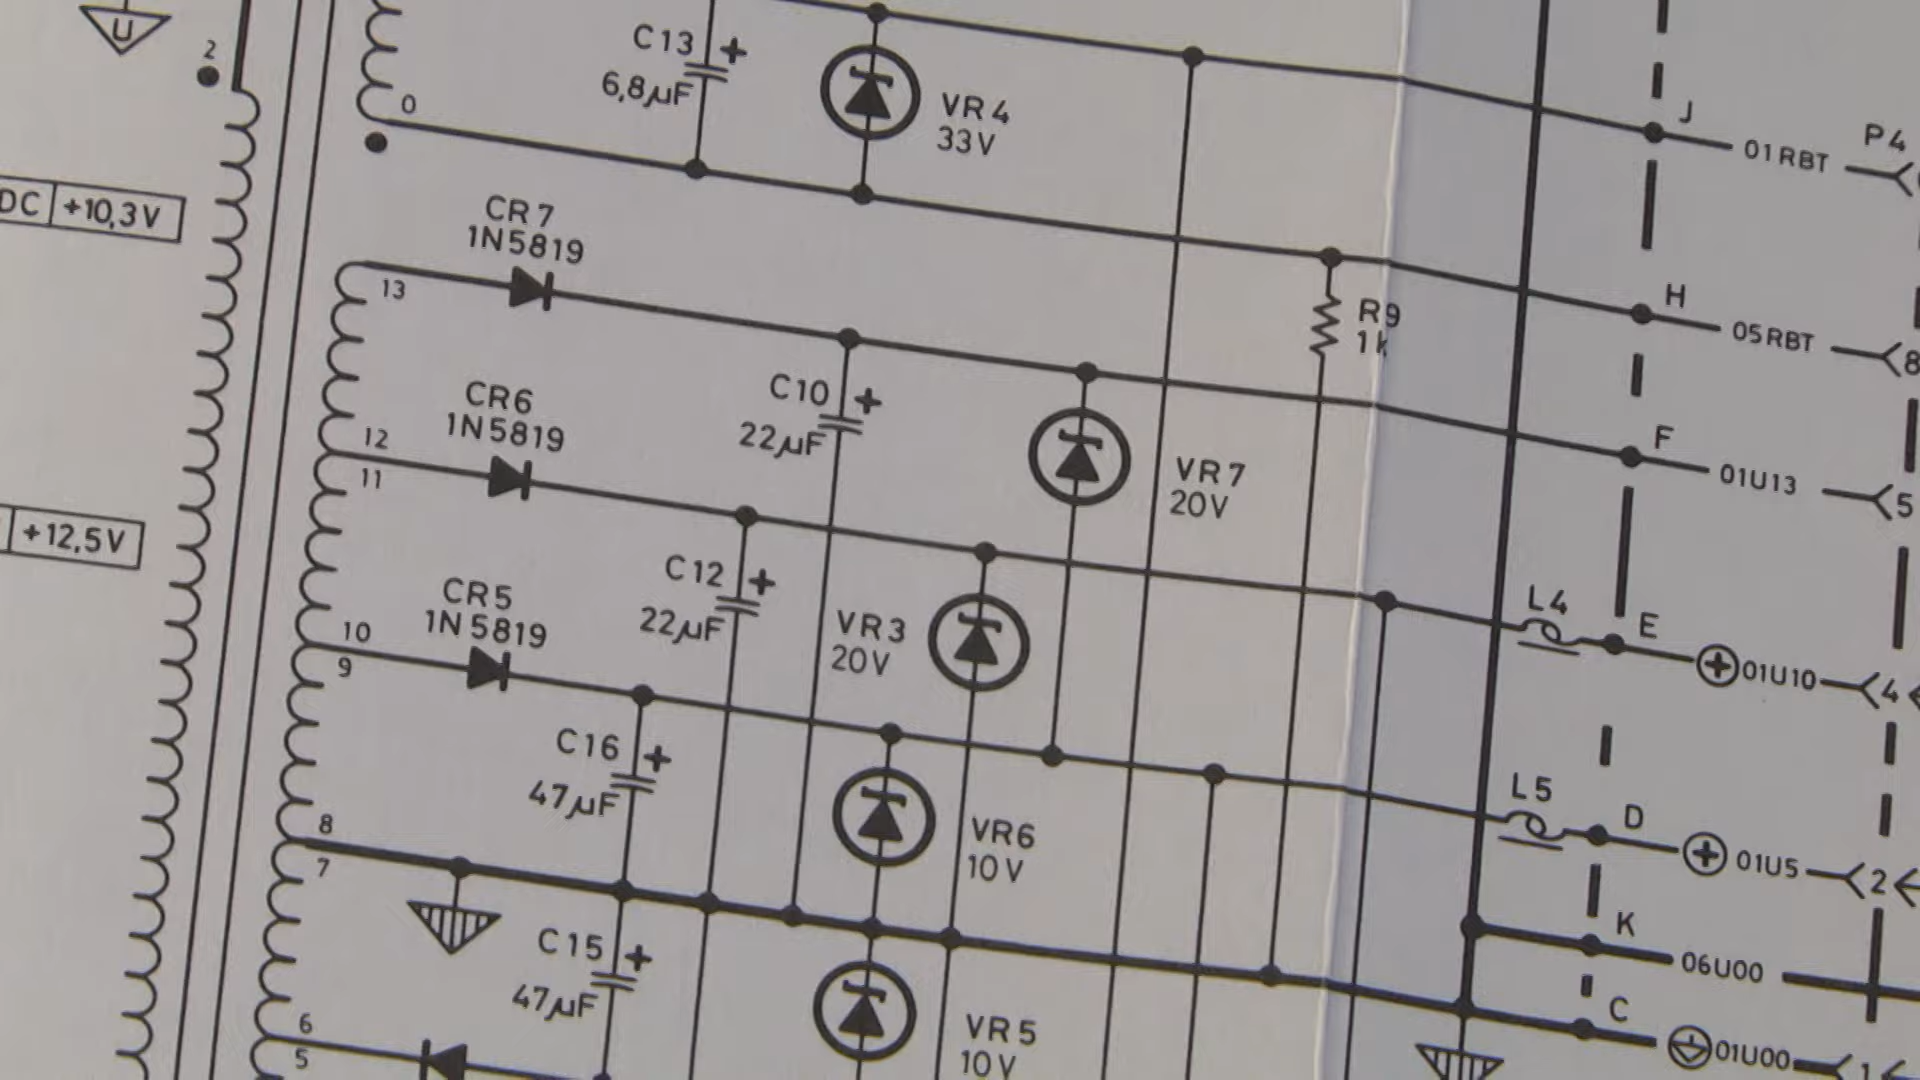 U
2
C13 +
6,8µF
0
VR4
33V
J
01RBT
P4
DC +10,3V
CR7
1N5819
13
R9
1k
H
05RBT
8
CR6
1N5819
12
11
C10 +
22µF
VR7
20V
F
01U13
5
+12,5V
CR5
1N5819
10
9
C12 +
22µF
VR3
20V
L4
E
+ 01U10
4
C16 +
47µF
8
7
VR6
10V
L5
D
+ 01U5
2
K
06U00
C15 +
47µF
6
5
VR5
10V
C
01U00
1